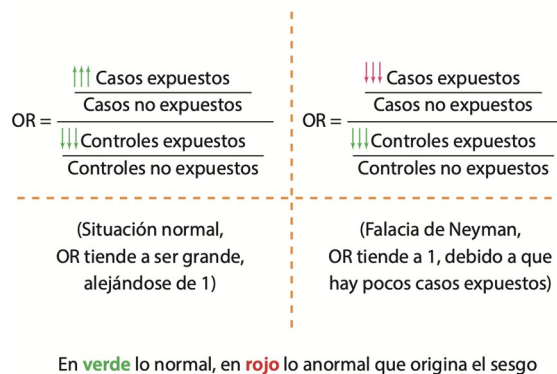 OR =
↑↑↑ Casos expuestos
Casos no expuestos
↓↓↓Controles expuestos
Controles no expuestos
(Situación normal,
OR tiende a ser grande,
alejándose de 1)
OR =
↓↓↓ Casos expuestos
Casos no expuestos
↓↓↓Controles expuestos
Controles no expuestos
(Falacia de Neyman,
OR tiende a 1, debido a que
hay pocos casos expuestos)
En verde lo normal, en rojo lo anormal que origina el sesgo